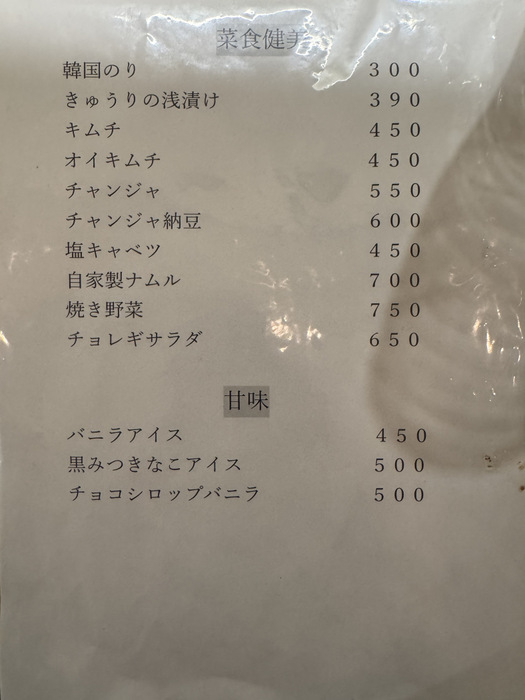 菜食健美
韓国のり 300
きゅうりの浅漬け 390
キムチ 450
オイキムチ 450
チャンジャ 550
チャンジャ納豆 600
塩キャベツ 450
自家製ナムル 700
焼き野菜 750
チョレギサラダ 650
甘味
バニラアイス 450
黒みつきなこアイス 500
チョコシロップバニラ 500